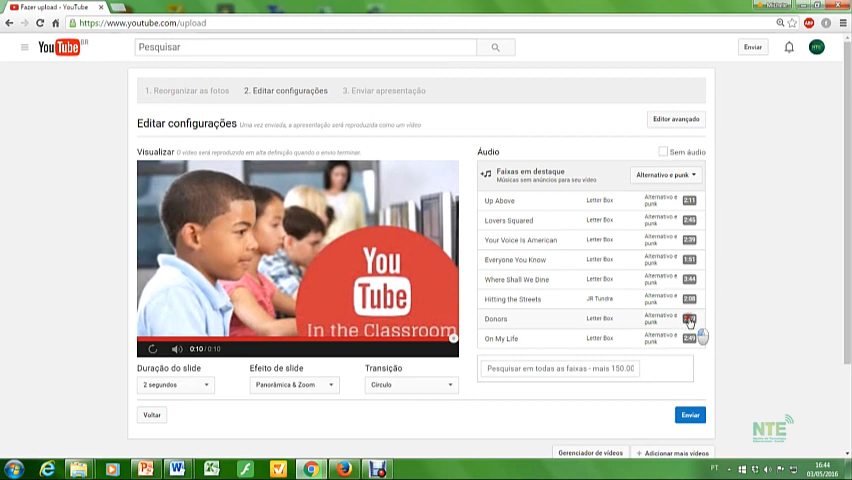 Fazer upload - YouTube
Michele
https://www.youtube.com/upload
ABP
YouTube BR
Pesquisar
Enviar
NTE
1. Reorganizar as fotos
2. Editar configurações
3. Enviar apresentação
Editar configurações
Uma vez enviada, a apresentação será reproduzida como um vídeo
Editor avançado
Visualizar
O vídeo será reproduzido em alta definição quando o envio terminar.
You
Tube
In the Classroom
0:10 / 0:10
Duração do slide
2 segundos
Efeito de slide
Panorâmica & Zoom
Transição
Círculo
Áudio
Sem áudio
Faixas em destaque
Músicas sem anúncios para seu vídeo
Alternativo e punk
Up Above Letter Box Alternativo e punk 2:11
Lovers Squared Letter Box Alternativo e punk 2:45
Your Voice Is American Letter Box Alternativo e punk 2:39
Everyone You Know Letter Box Alternativo e punk 1:51
Where Shall We Dine Letter Box Alternativo e punk 3:44
Hitting the Streets JR Tundra Alternativo e punk 2:08
Donors Letter Box Alternativo e punk
On My Life Letter Box Alternativo e punk 2:49
Pesquisar em todas as faixas - mais 150.00
Voltar
Enviar
NTE
Gerenciador de vídeos
+ Adicionar mais vídeos
PT
16:44
03/05/2016